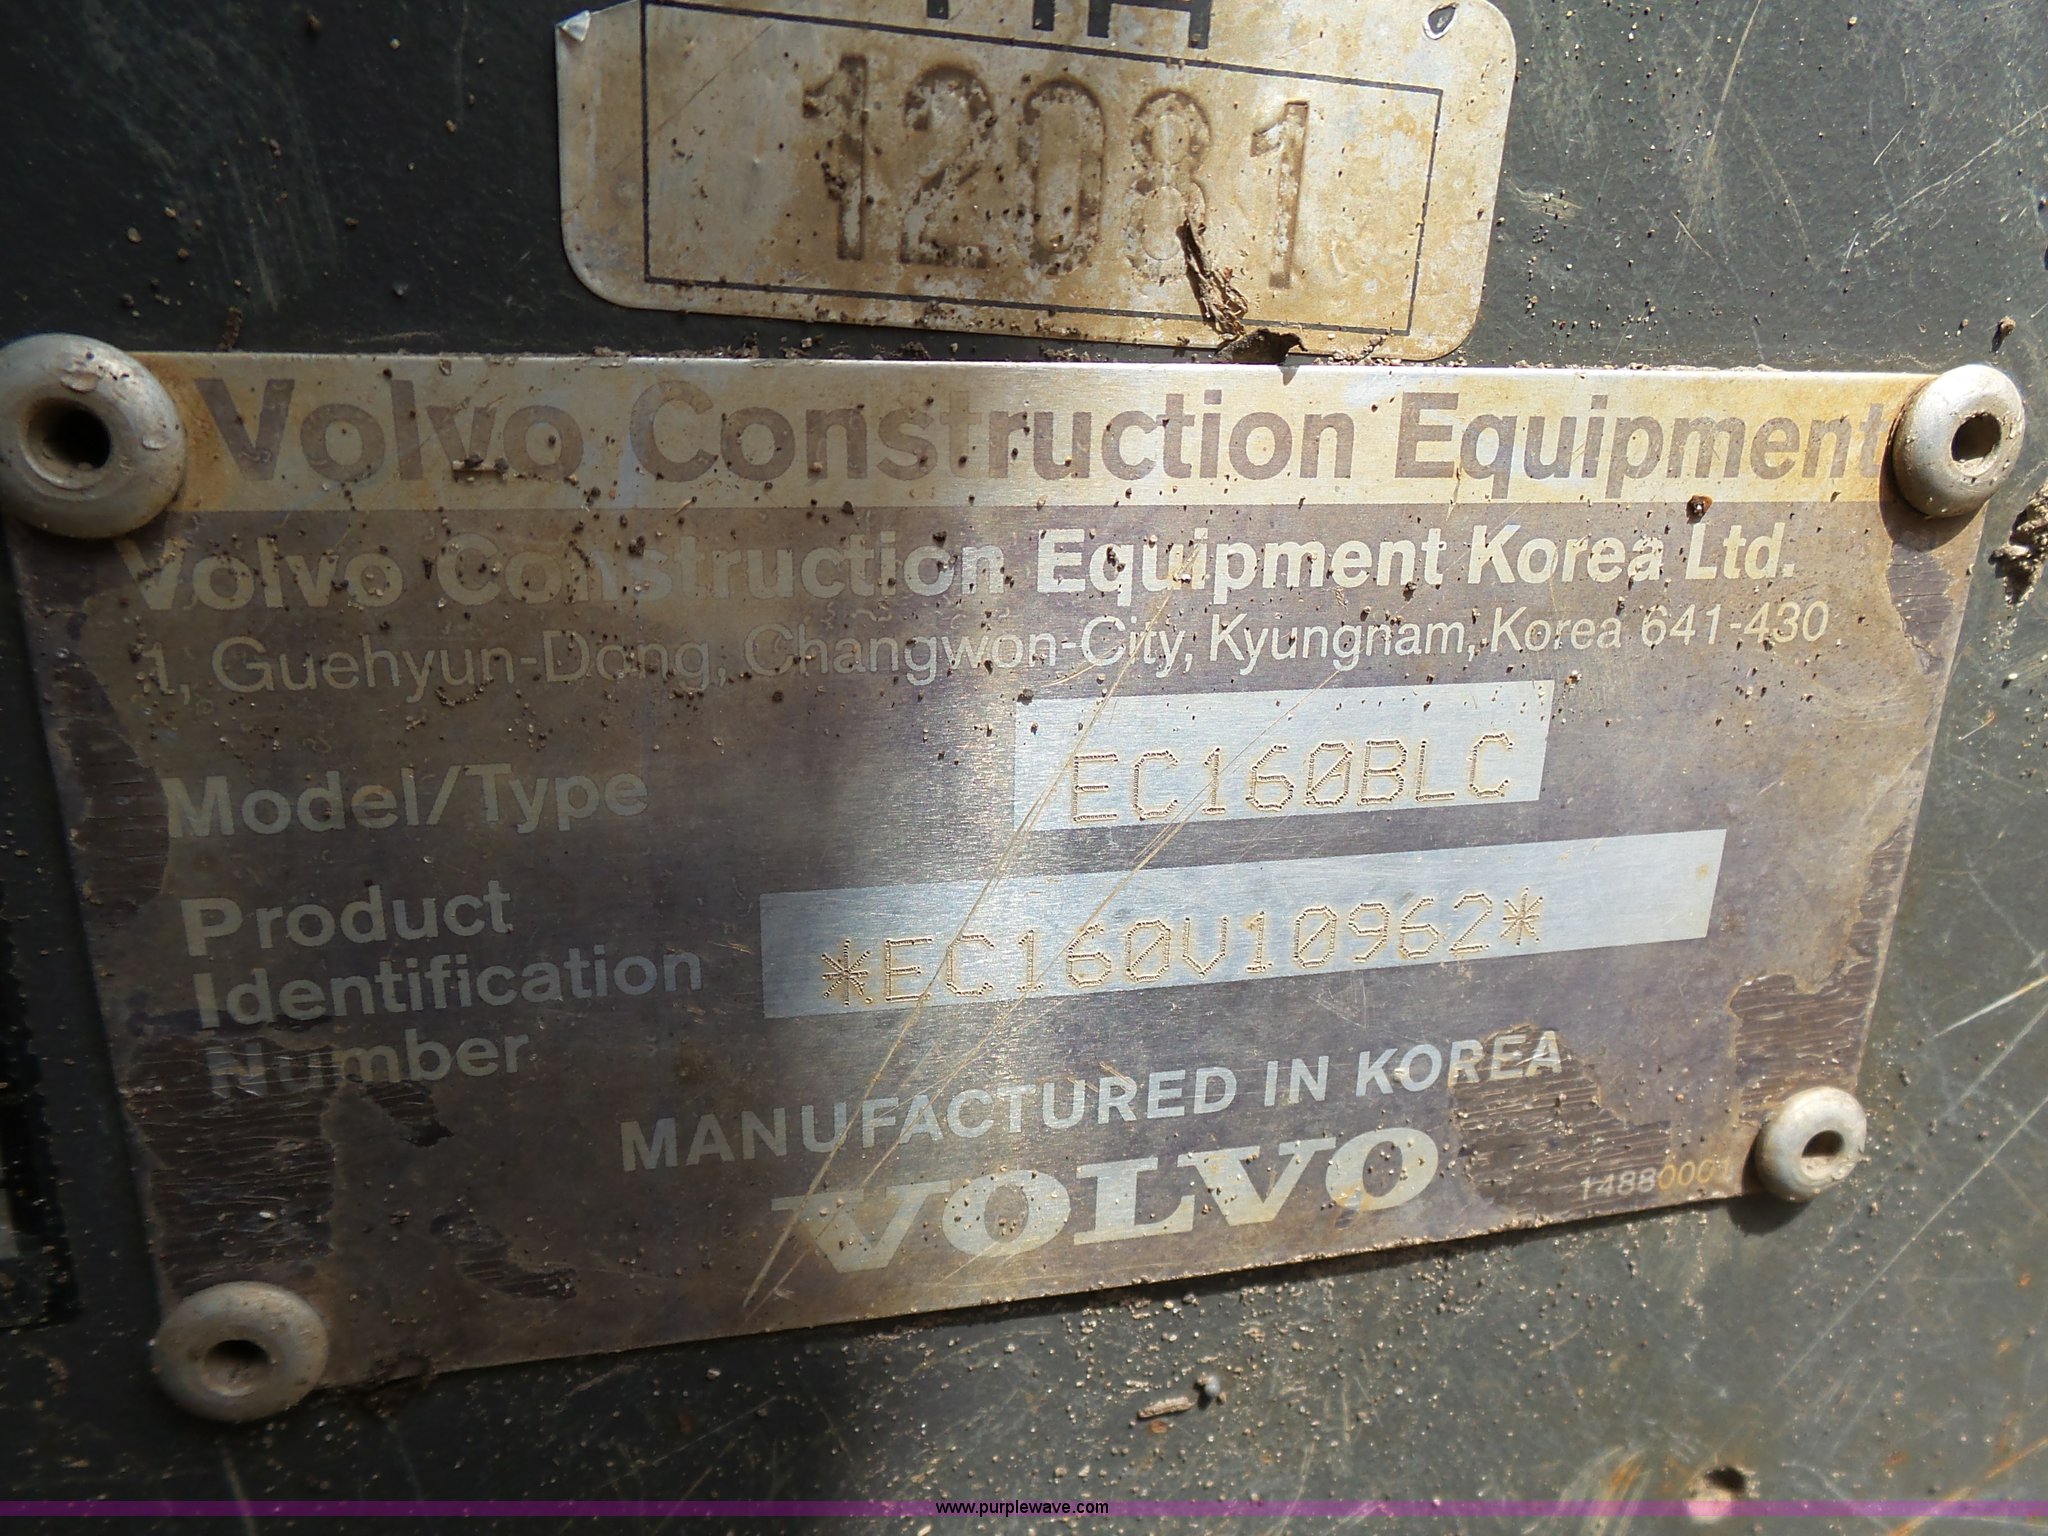 12081
Volvo Construction Equipment
Volvo Construction Equipment Korea Ltd.
1, Guehyun-Dong, Changwon-City, Kyungnam, Korea 641-430
Model/Type EC160BLC
Product
Identification *EC160V10962*
Number
MANUFACTURED IN KOREA
VOLVO
14880001
www.purplewave.com